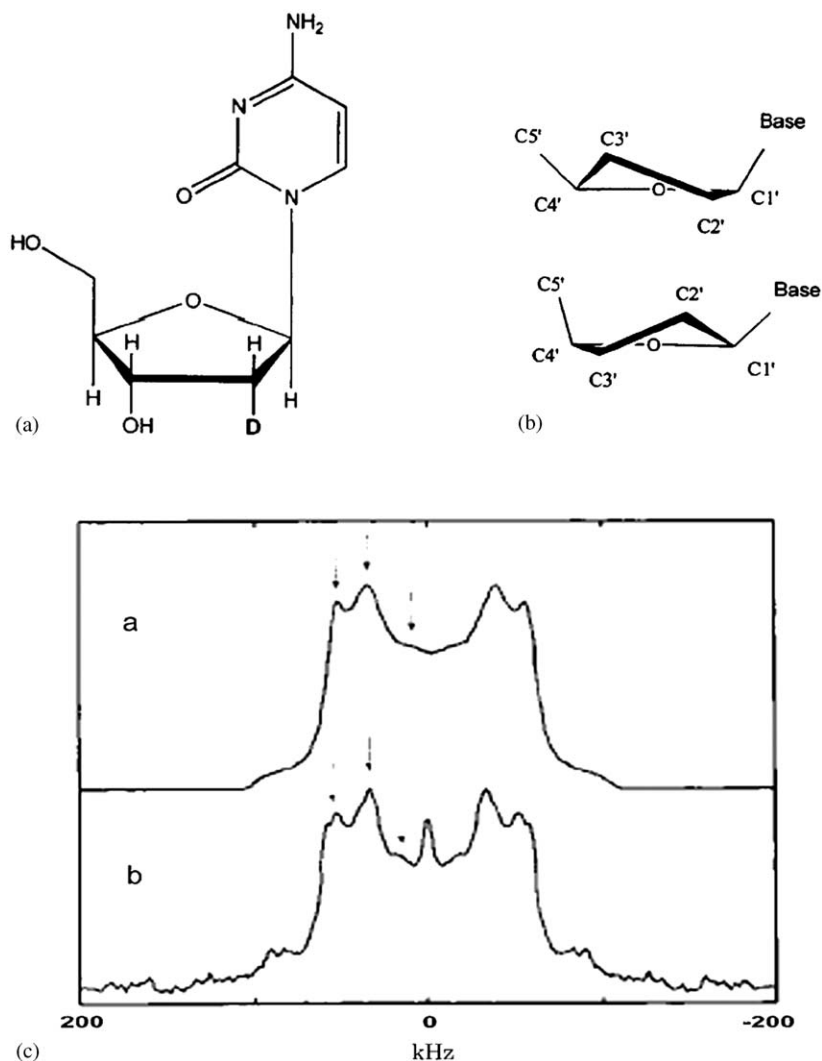 NH2
N
O
N
HO
O
H
H
H
H
OH
D
(a)
C5'
C3'
Base
C4'
O
C1'
C2'
C5'
C2'
Base
C4'
O
C3'
C1'
(b)
a
b
200
0
-200
(c)
kHz